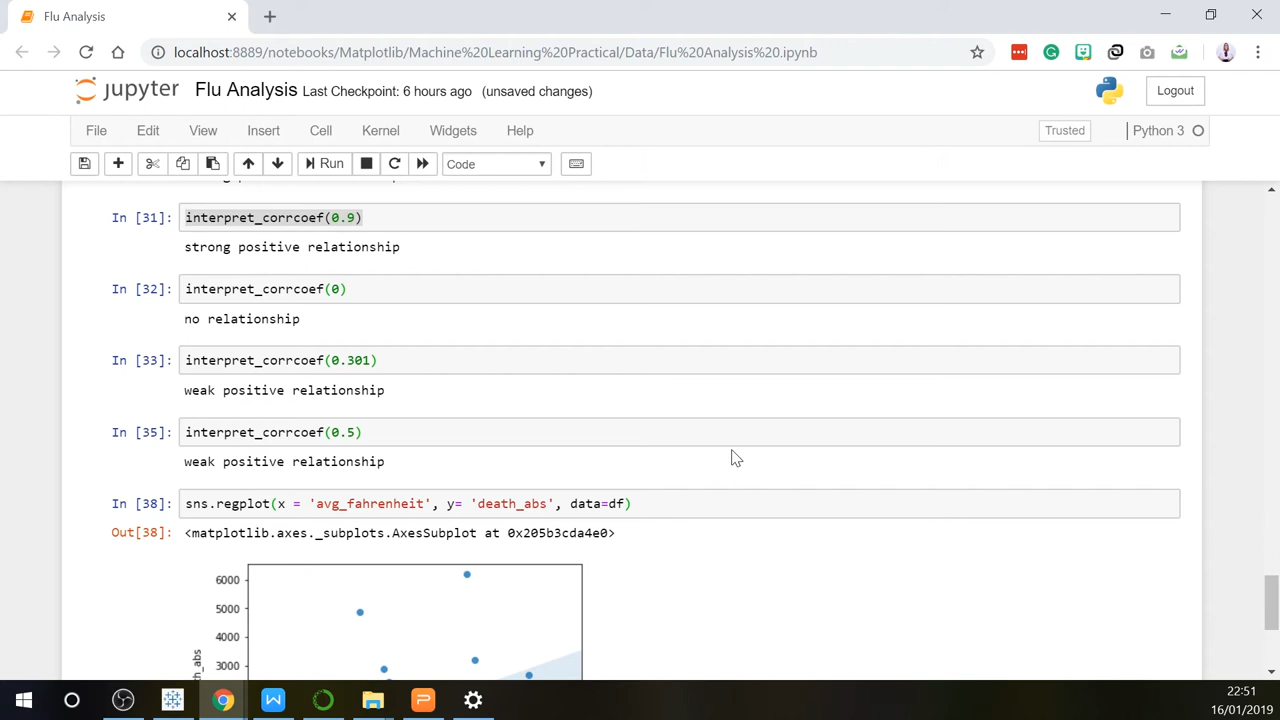 Flu Analysis
localhost:8889/notebooks/Matplotlib/Machine%20Learning%20Practical/Data/Flu%20Analysis%20.ipynb
jupyter Flu Analysis Last Checkpoint: 6 hours ago (unsaved changes) Logout
File Edit View Insert Cell Kernel Widgets Help Trusted Python 3
Run Code
In [31]: interpret_corrcoef(0.9)
strong positive relationship
In [32]: interpret_corrcoef(0)
no relationship
In [33]: interpret_corrcoef(0.301)
weak positive relationship
In [35]: interpret_corrcoef(0.5)
weak positive relationship
In [38]: sns.regplot(x = 'avg_fahrenheit', y= 'death_abs', data=df)
Out[38]: <matplotlib.axes._subplots.AxesSubplot at 0x205b3cda4e0>
6000
5000
4000
3000
22:51
16/01/2019